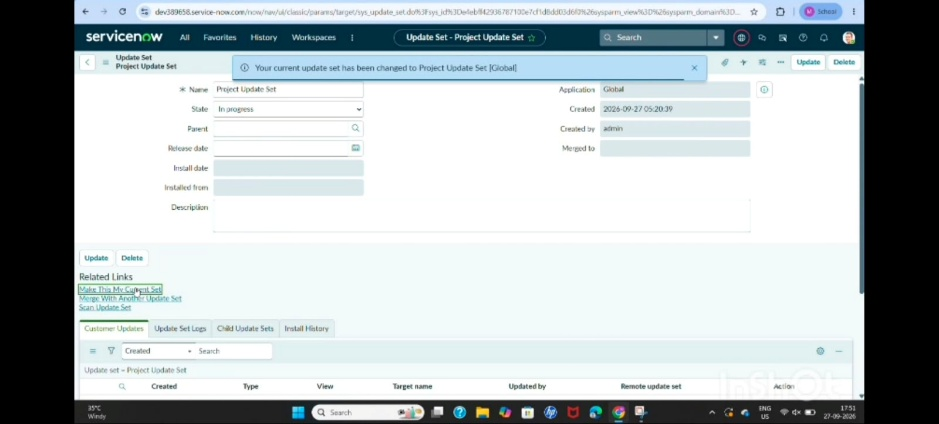 dev389658.service-now.com/now/nav/ui/classic/params/target/sys_update_set.do
School
servicenow All Favorites History Workspaces Update Set - Project Update Set Search
Update Set
Project Update Set
Your current update set has been changed to Project Update Set [Global]
Update Delete
Name Project Update Set Application Global
State In progress Created 2026-09-27 05:20:39
Parent Created by admin
Release date Merged to
Install date
Installed from
Description
Update Delete
Related Links
Make This My Current Set
Merge With Another Update Set
Scan Update Set
Customer Updates Update Set Logs Child Update Sets Install History
Created Search
Update set = Project Update Set
Created Type View Target name Updated by Remote update set Action
InShot
35°C
Windy
Search
ENG
US
17:51
27-09-2026